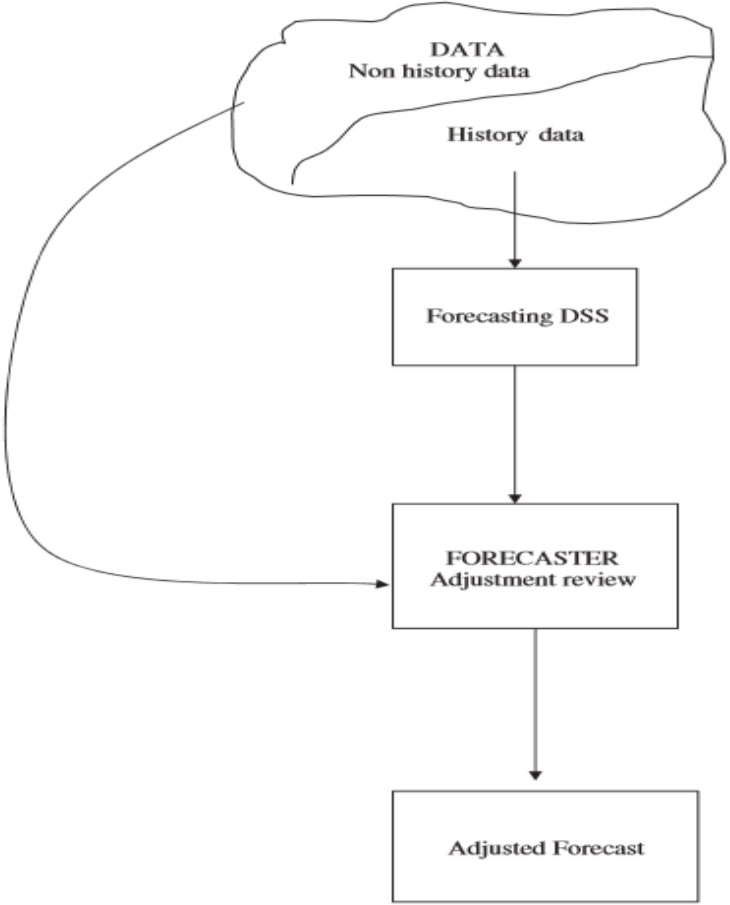 DATA
Non history data
History data
Forecasting DSS
FORECASTER
Adjustment review
Adjusted Forecast